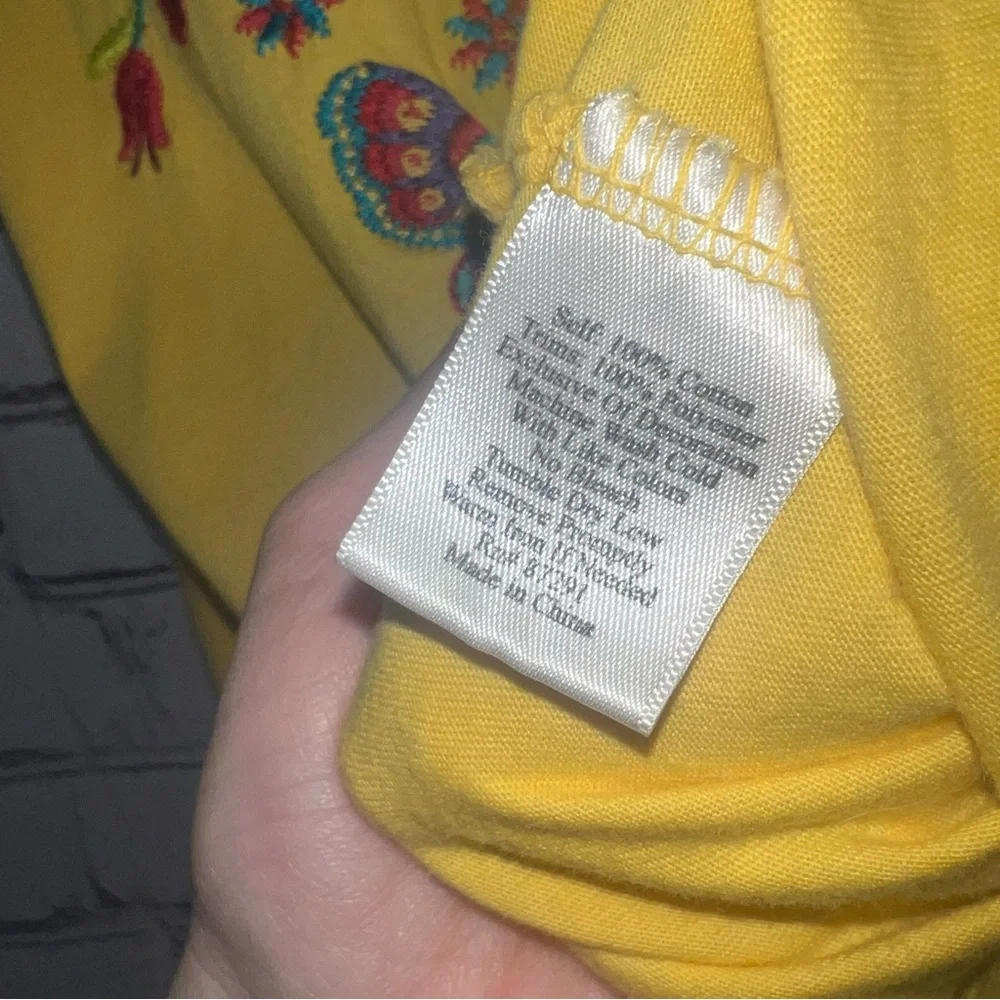 Self: 100% Cotton
Trims: 100% Polyester
Exclusive Of Decoration
Machine Wash Cold
With Like Colors
No Bleach
Tumble Dry Low
Remove Promptly
Warm Iron If Needed
Rn# 87291
Made in China